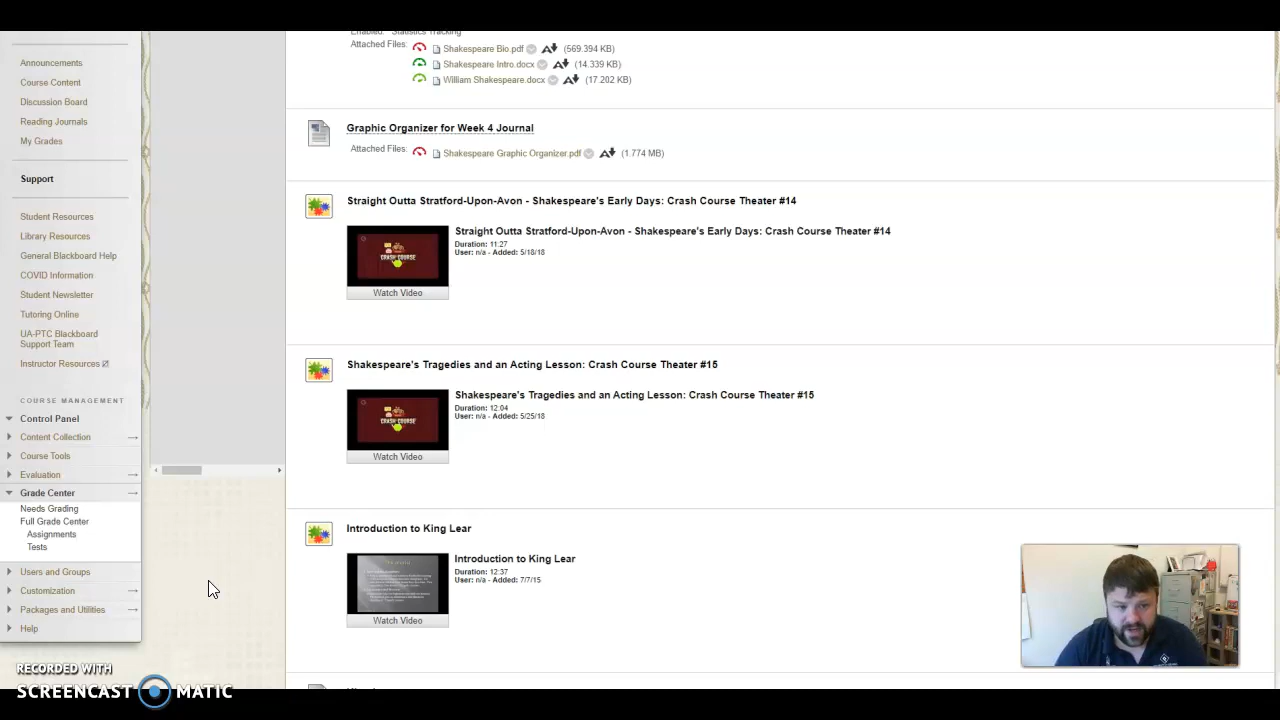 Enabled: Statistics Tracking
Attached Files: Shakespeare Bio.pdf (569.394 KB)
Shakespeare Intro.docx (14.339 KB)
William Shakespeare.docx (17.202 KB)
Graphic Organizer for Week 4 Journal
Attached Files: Shakespeare Graphic Organizer.pdf (1.774 MB)
Straight Outta Stratford-Upon-Avon - Shakespeare's Early Days: Crash Course Theater #14
Straight Outta Stratford-Upon-Avon - Shakespeare's Early Days: Crash Course Theater #14
Duration: 11:27
User: n/a - Added: 5/18/18
CRASH COURSE
Watch Video
Shakespeare's Tragedies and an Acting Lesson: Crash Course Theater #15
Shakespeare's Tragedies and an Acting Lesson: Crash Course Theater #15
Duration: 12:04
User: n/a - Added: 5/25/18
CRASH COURSE
Watch Video
Introduction to King Lear
Introduction to King Lear
Duration: 12:37
User: n/a - Added: 7/7/15
Watch Video
Announcements
Course Content
Discussion Board
Reading Journals
My Grades
Support
Student Resources
Library Resources
General Blackboard Help
COVID Information
Student Newsletter
Tutoring Online
UA-PTC Blackboard
Support Team
Instructor Resources
COURSE MANAGEMENT
Control Panel
Content Collection
Course Tools
Evaluation
Grade Center
Needs Grading
Full Grade Center
Assignments
Tests
Users and Groups
Customization
Packages and Utilities
Help
RECORDED WITH
SCREENCAST MATIC